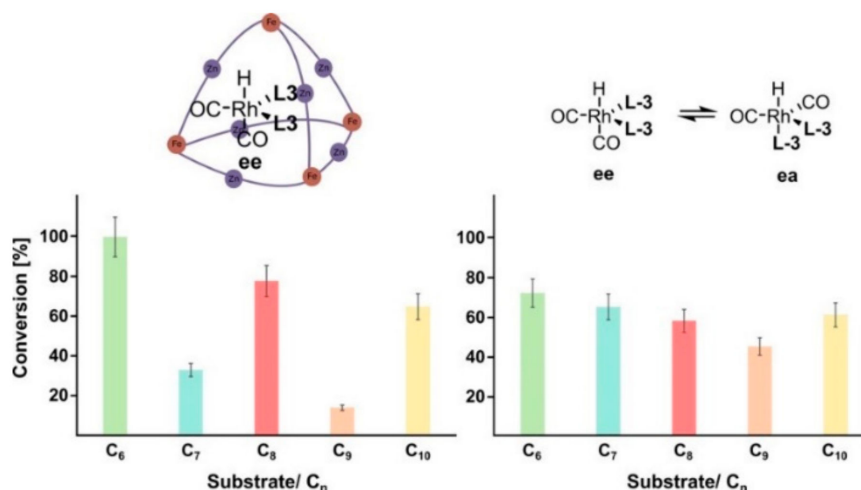 Fe
Zn
Zn
H
OC-Rh
L3
Zn
L3
Zn
CO
Fe
Fe
Zn
Zn
Fe
ee
H
OC-Rh
L-3
L-3
CO
ee
H
OC-Rh
CO
L-3
L-3
ea
Conversion [%]
100
80
60
40
20
C₆ C₇ C₈ C₉ C₁₀
Substrate/ Cₙ
100
80
60
40
20
C₆ C₇ C₈ C₉ C₁₀
Substrate/ Cₙ